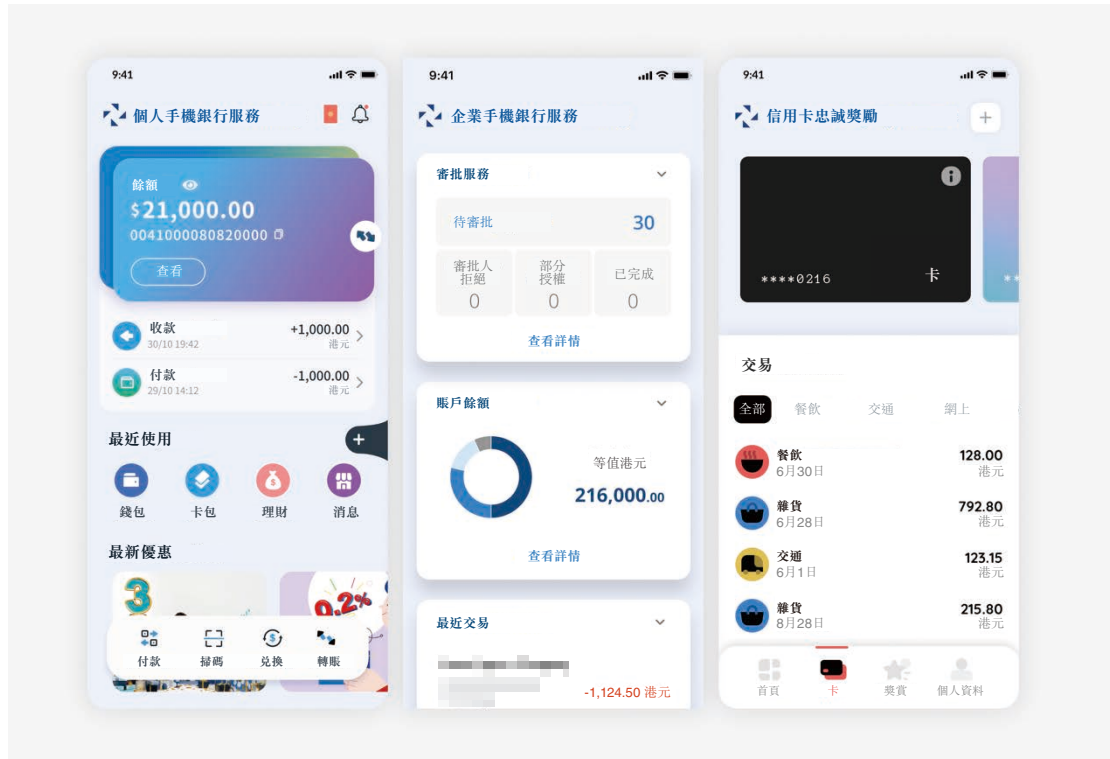 9:41
個人手機銀行服務
餘額
$21,000.00
0041000080820000
查看
收款
30/10 19:42
+1,000.00
港元
付款
29/10 14:12
-1,000.00
港元
最近使用
錢包
卡包
理財
消息
最新優惠
3
0.2%
付款
掃碼
兌換
轉賬
9:41
企業手機銀行服務
審批服務
待審批
30
審批人
拒絕
0
部分
授權
0
已完成
0
查看詳情
賬戶餘額
等值港元
216,000.00
查看詳情
最近交易
-1,124.50 港元
9:41
信用卡忠誠獎勵
****0216
卡
**
交易
全部
餐飲
交通
網上
餐飲
6月30日
128.00
港元
雜貨
6月28日
792.80
港元
交通
6月1日
123.15
港元
雜貨
8月28日
215.80
港元
首頁
卡
獎賞
個人資料